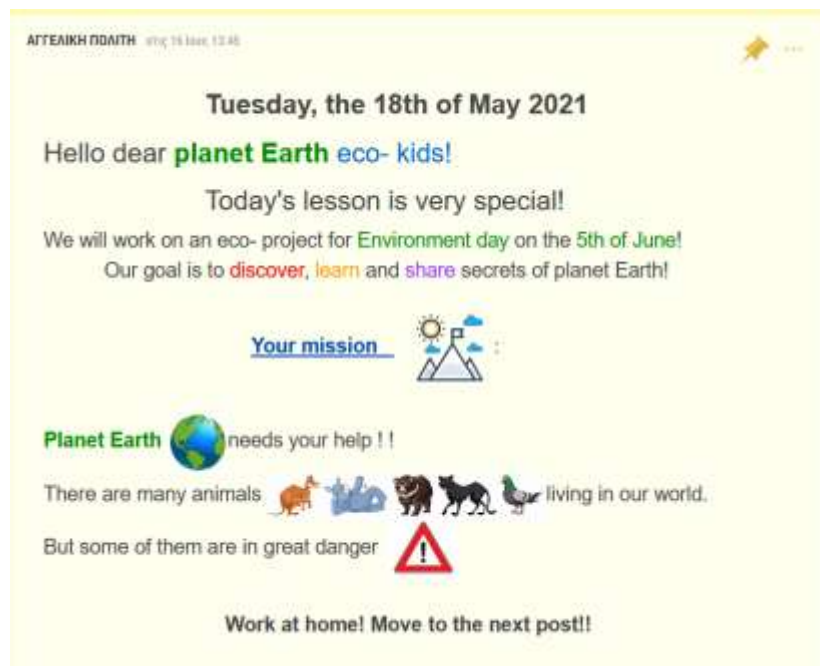 ΑΓΓΕΛΙΚΗ ΠΟΛΙΤΗ στις 16 13:46
Tuesday, the 18th of May 2021
Hello dear planet Earth eco- kids!
Today's lesson is very special!
We will work on an eco- project for Environment day on the 5th of June!
Our goal is to discover, learn and share secrets of planet Earth!
Your mission :
Planet Earth needs your help ! !
There are many animals living in our world.
But some of them are in great danger
Work at home! Move to the next post!!